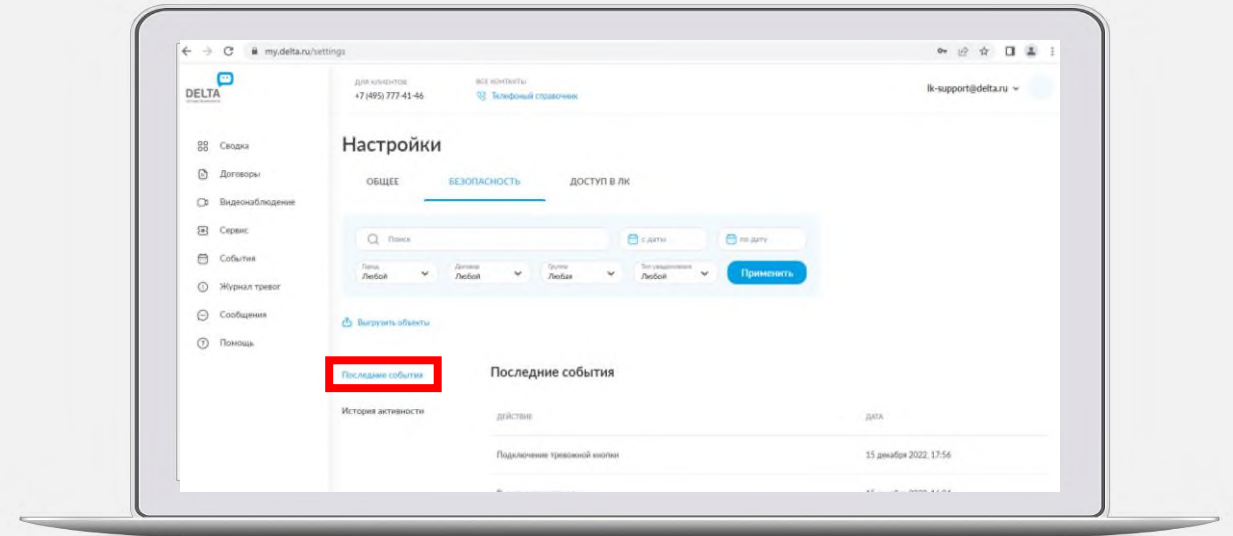 my.delta.ru/settings
DELTA
ДЛЯ КЛИЕНТОВ
+7 (495) 777-41-46
ВСЕ КОНТАКТЫ
Телефоный справочник
lk-support@delta.ru
Сводка
Договоры
Видеонаблюдение
Сервис
События
Журнал тревог
Сообщения
Помощь
Настройки
ОБЩЕЕ
БЕЗОПАСНОСТЬ
ДОСТУП В ЛК
Поиск
с даты
по дату
Город
Любой
Договор
Любой
Группа
Любая
Тип уведомления
Любой
Применить
Выгрузить объекты
Последние события
История активности
Последние события
ДЕЙСТВИЕ
ДАТА
Подключение тревожной кнопки
15 декабря 2022, 17:56